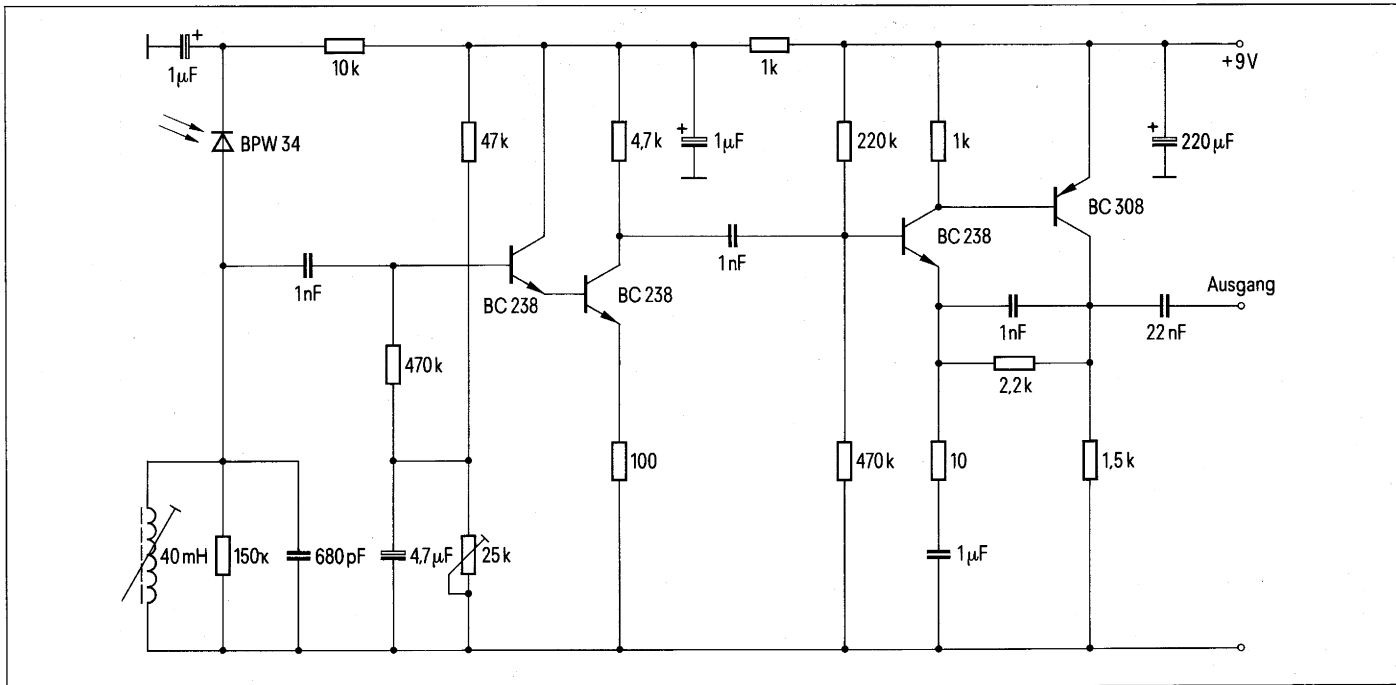 +
1µF
10k
1k
+9V
BPW 34
47k
4,7k
+
1µF
220k
1k
+
220µF
BC 308
BC 238
1nF
1nF
BC 238
BC 238
Ausgang
1nF
22nF
470k
2,2k
100
470k
10
1,5k
40mH
150k
680pF
4,7µF
25k
1µF